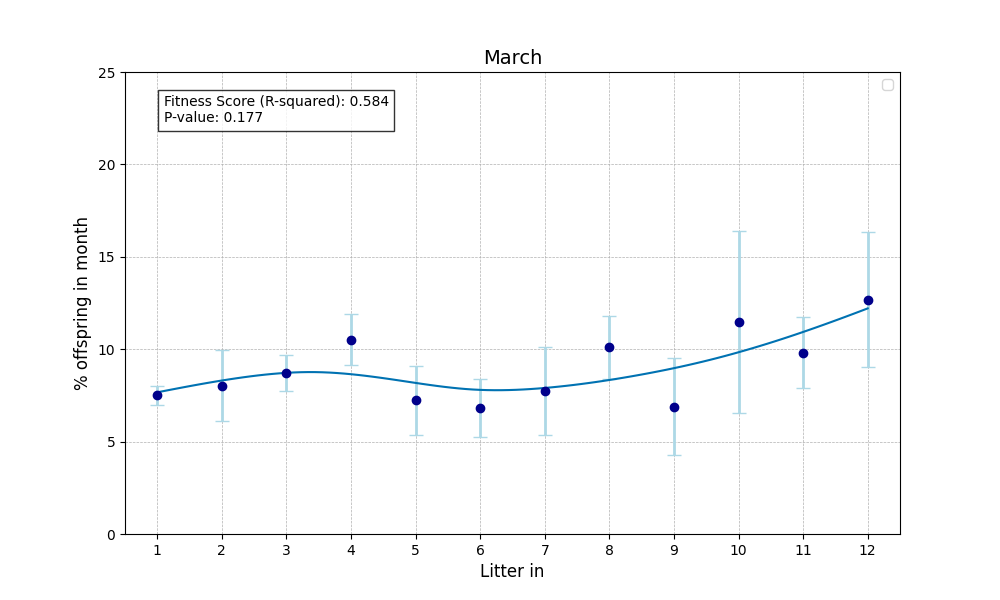 March
Fitness Score (R-squared): 0.584
P-value: 0.177
% offspring in month
25
20
15
10
5
0
1 2 3 4 5 6 7 8 9 10 11 12
Litter in